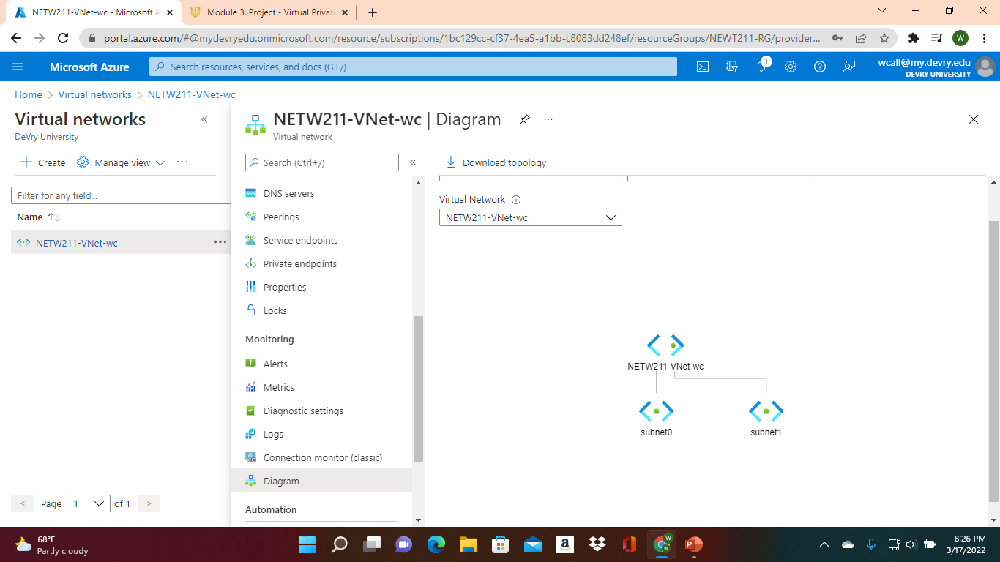 NETW211-VNet-wc - Microsoft A
Module 3: Project - Virtual Privat
portal.azure.com/#@mydevryedu.onmicrosoft.com/resource/subscriptions/1bc129cc-cf37-4ea5-a1bb-c8083dd248ef/resourceGroups/NEWT211-RG/provider...
W
Microsoft Azure
Search resources, services, and docs (G+/)
1
wcall@my.devry.edu
DEVRY UNIVERSITY
Home > Virtual networks > NETW211-VNet-wc
Virtual networks
DeVry University
Create
Manage view
Filter for any field...
Name
NETW211-VNet-wc
Page 1 of 1
NETW211-VNet-wc | Diagram
Virtual network
Search (Ctrl+/)
DNS servers
Peerings
Service endpoints
Private endpoints
Properties
Locks
Monitoring
Alerts
Metrics
Diagnostic settings
Logs
Connection monitor (classic)
Diagram
Automation
Download topology
Virtual Network
NETW211-VNet-wc
NETW211-VNet-wc
subnet0
subnet1
68°F
Partly cloudy
8:26 PM
3/17/2022